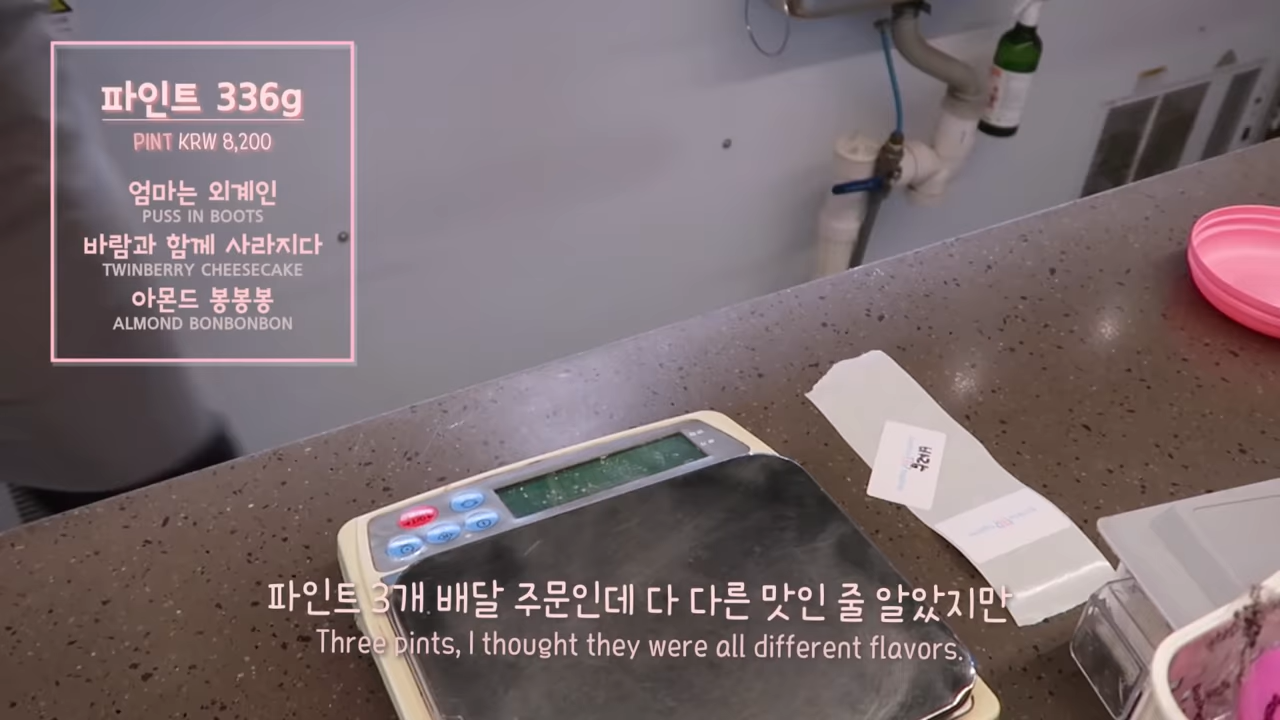 파인트 336g
PINT KRW 8,200
엄마는 외계인
PUSS IN BOOTS
바람과 함께 사라지다
TWINBERRY CHEESECAKE
아몬드 봉봉봉
ALMOND BONBONBON
파인트 3개 배달 주문인데 다 다른 맛인 줄 알았지만
Three pints, I thought they were all different flavors.